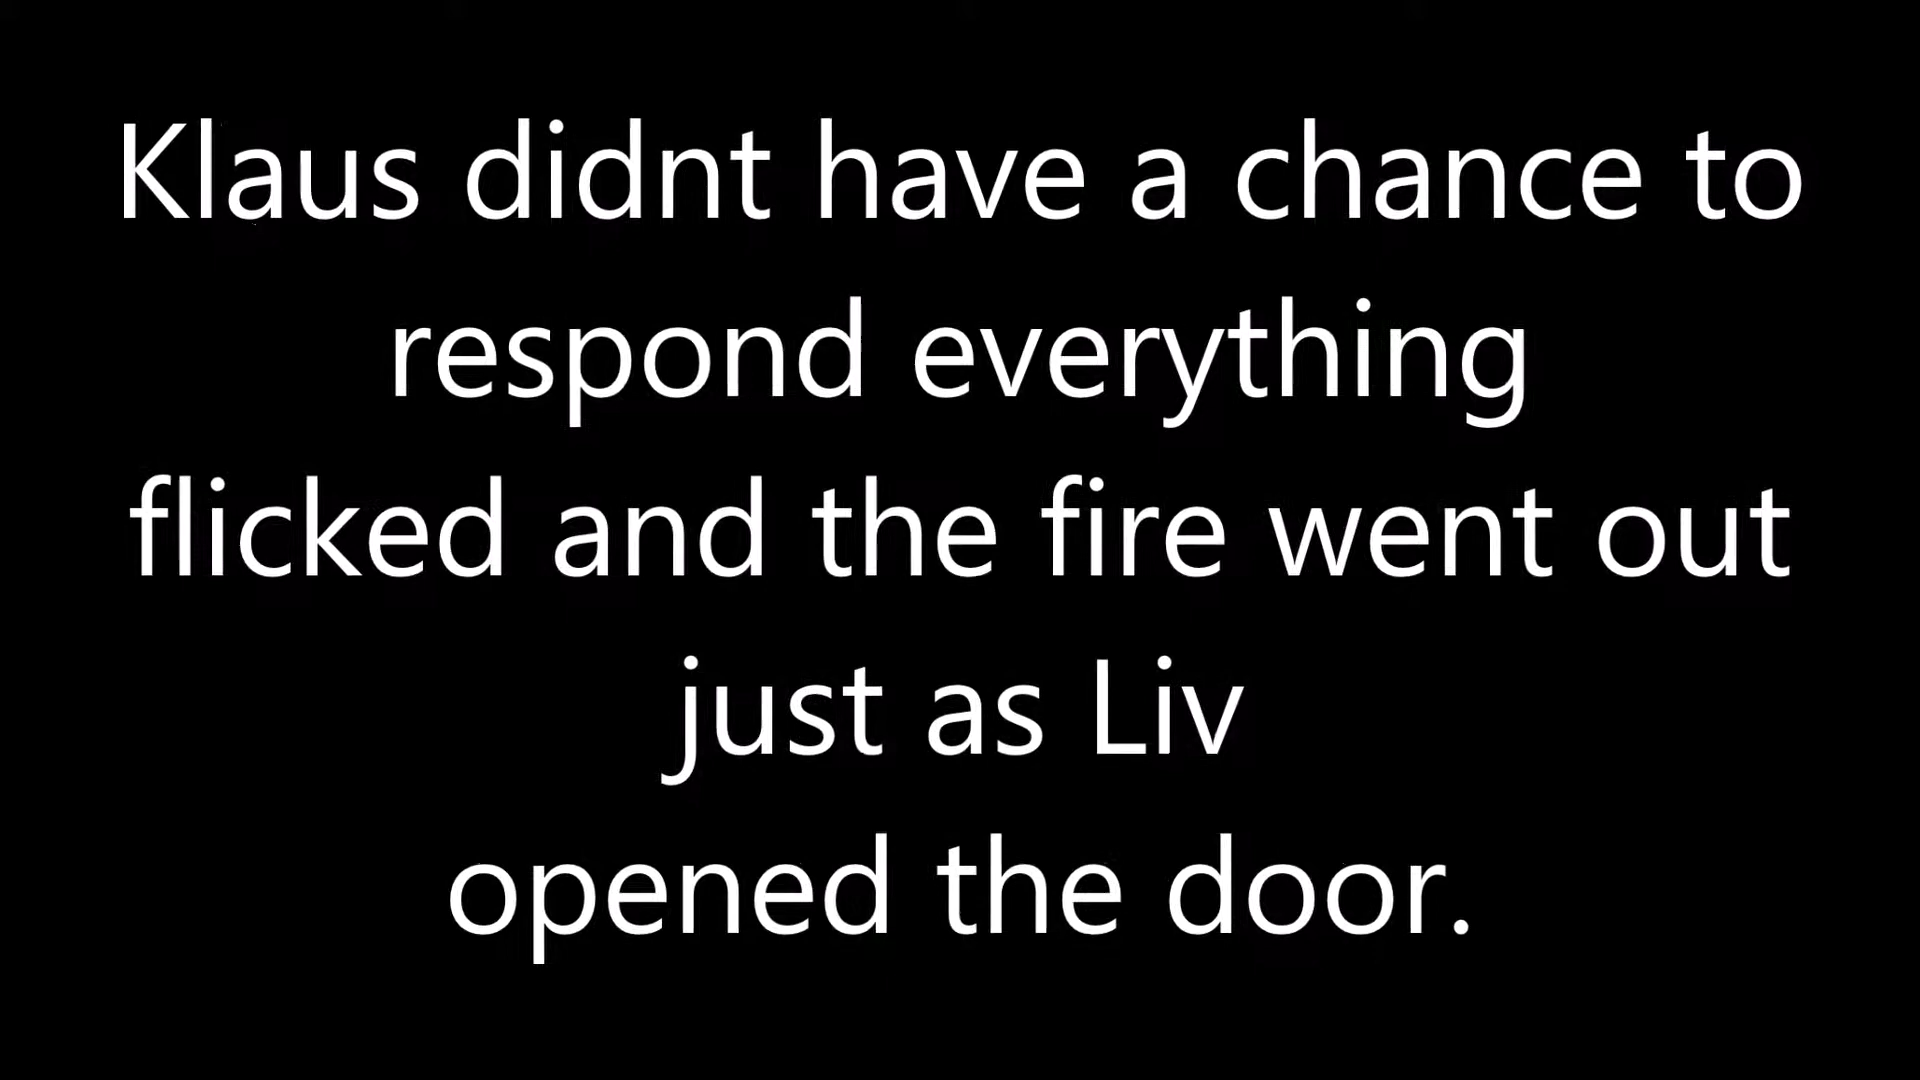 Klaus didnt have a chance to
respond everything
flicked and the fire went out
just as Liv
opened the door.